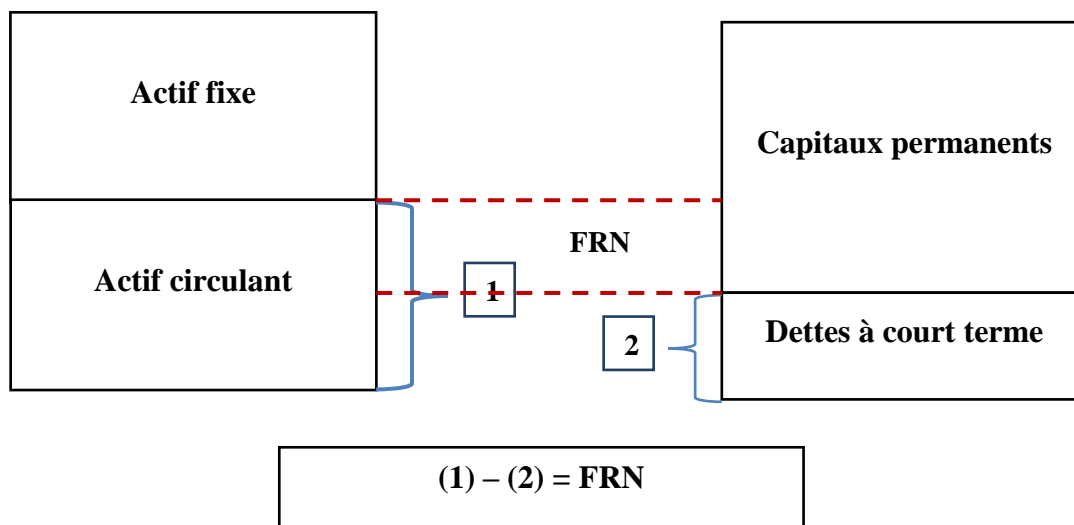 Actif fixe
Capitaux permanents
FRN
Actif circulant
1
2
Dettes à court terme
(1) – (2) = FRN